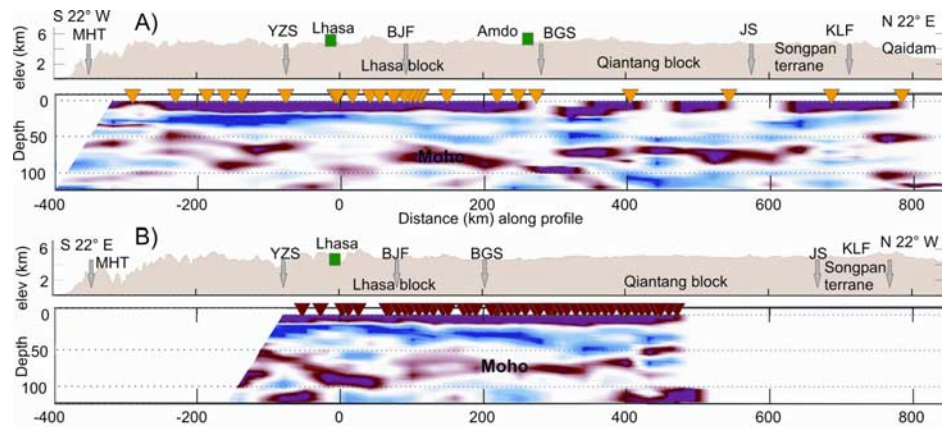 S 22° W A) N 22° E
MHT YZS Lhasa BJF Amdo BGS JS KLF
elev (km) 6 2 Lhasa block Qiantang block Songpan terrane Qaidam
Depth 0 50 100 Moho
-400 -200 0 200 400 600 800
Distance (km) along profile
S 22° E B) N 22° W
MHT YZS Lhasa BJF BGS JS KLF
elev (km) 6 2 Lhasa block Qiantang block Songpan terrane
Depth 0 50 100 Moho
-400 -200 0 200 400 600 800